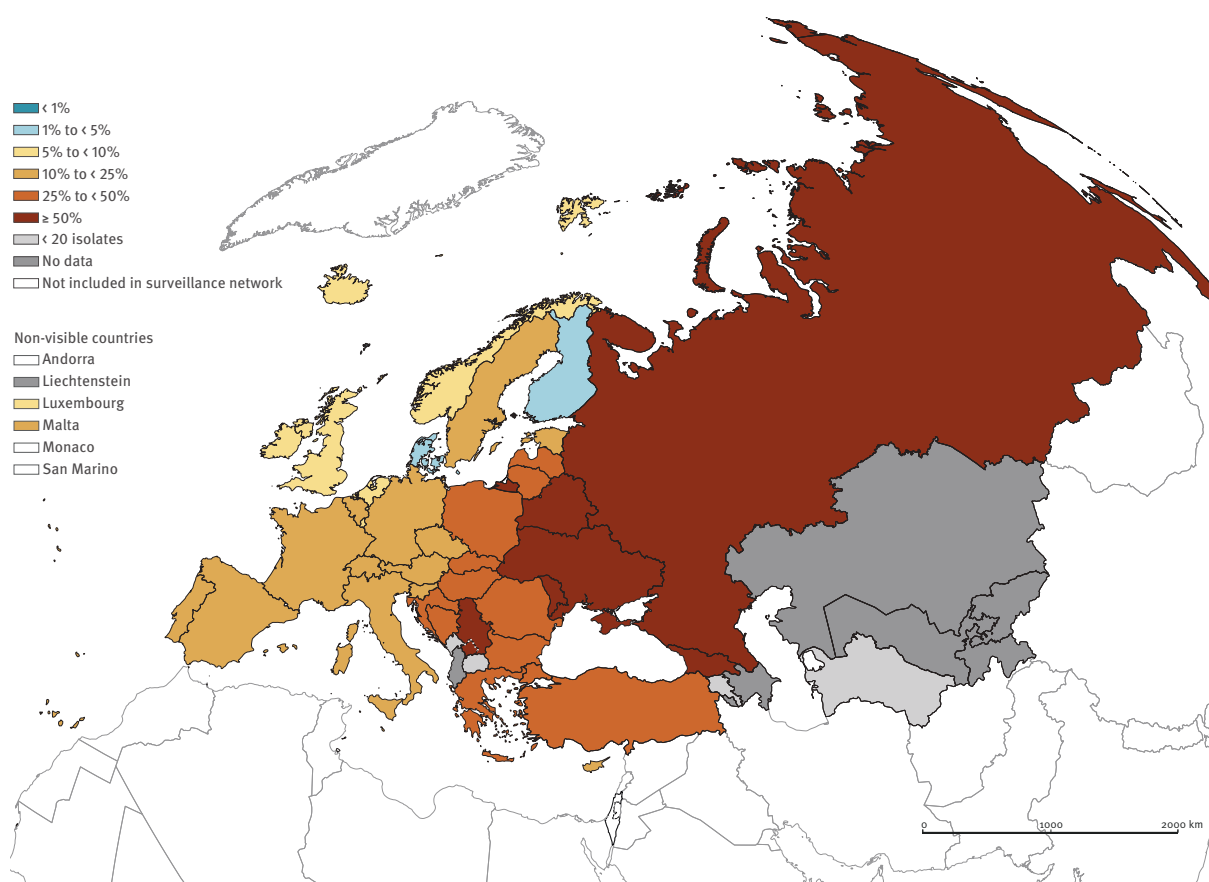 < 1%
1% to < 5%
5% to < 10%
10% to < 25%
25% to < 50%
≥ 50%
< 20 isolates
No data
Not included in surveillance network
Non-visible countries
Andorra
Liechtenstein
Luxembourg
Malta
Monaco
San Marino
0 1000 2000 km